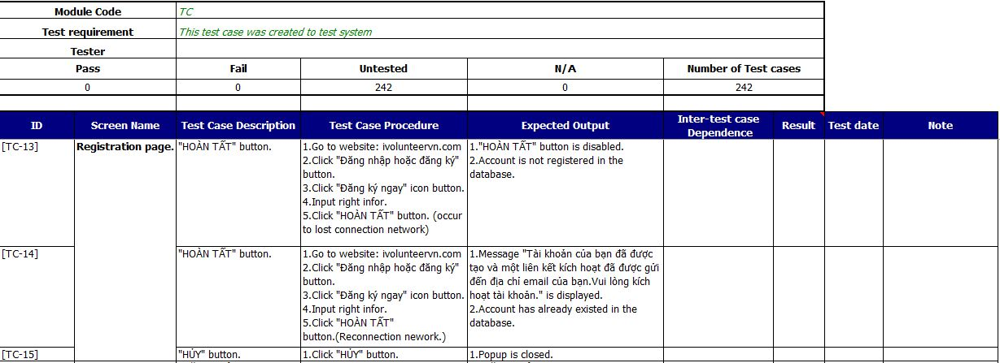 Module Code TC
Test requirement This test case was created to test system
Tester
Pass Fail Untested N/A Number of Test cases
0 0 242 0 242
ID Screen Name Test Case Description Test Case Procedure Expected Output Inter-test case Dependence Result Test date Note
[TC-13] Registration page. "HOÀN TẤT" button.
1.Go to website: ivolunteervn.com
2.Click "Đăng nhập hoặc đăng ký"
button.
3.Click "Đăng ký ngay" icon button.
4.Input right infor.
5.Click "HOÀN TẤT" button. (occur
to lost connection network)
1."HOÀN TẤT" button is disabled.
2.Account is not registered in the
database.
[TC-14] "HOÀN TẤT" button.
1.Go to website: ivolunteervn.com
2.Click "Đăng nhập hoặc đăng ký"
button.
3.Click "Đăng ký ngay" icon button.
4.Input right infor.
5.Click "HOÀN TẤT"
button.(Reconnection nework.)
1.Message "Tài khoản của bạn đã được
tạo và một liên kết kích hoạt đã được gửi
đến địa chỉ email của bạn.Vui lòng kích
hoạt tài khoản." is displayed.
2.Account has already existed in the
database.
[TC-15] "HỦY" button. 1.Click "HỦY" button. 1.Popup is closed.